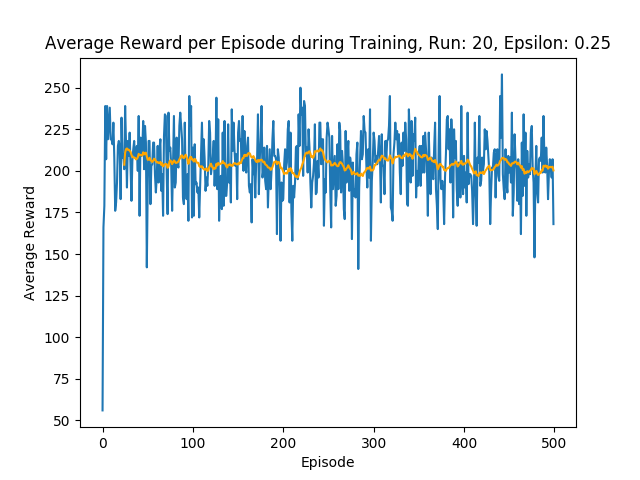 Average Reward per Episode during Training, Run: 20, Epsilon: 0.25
250
225
200
175
150
125
100
75
50
Average Reward
0 100 200 300 400 500
Episode